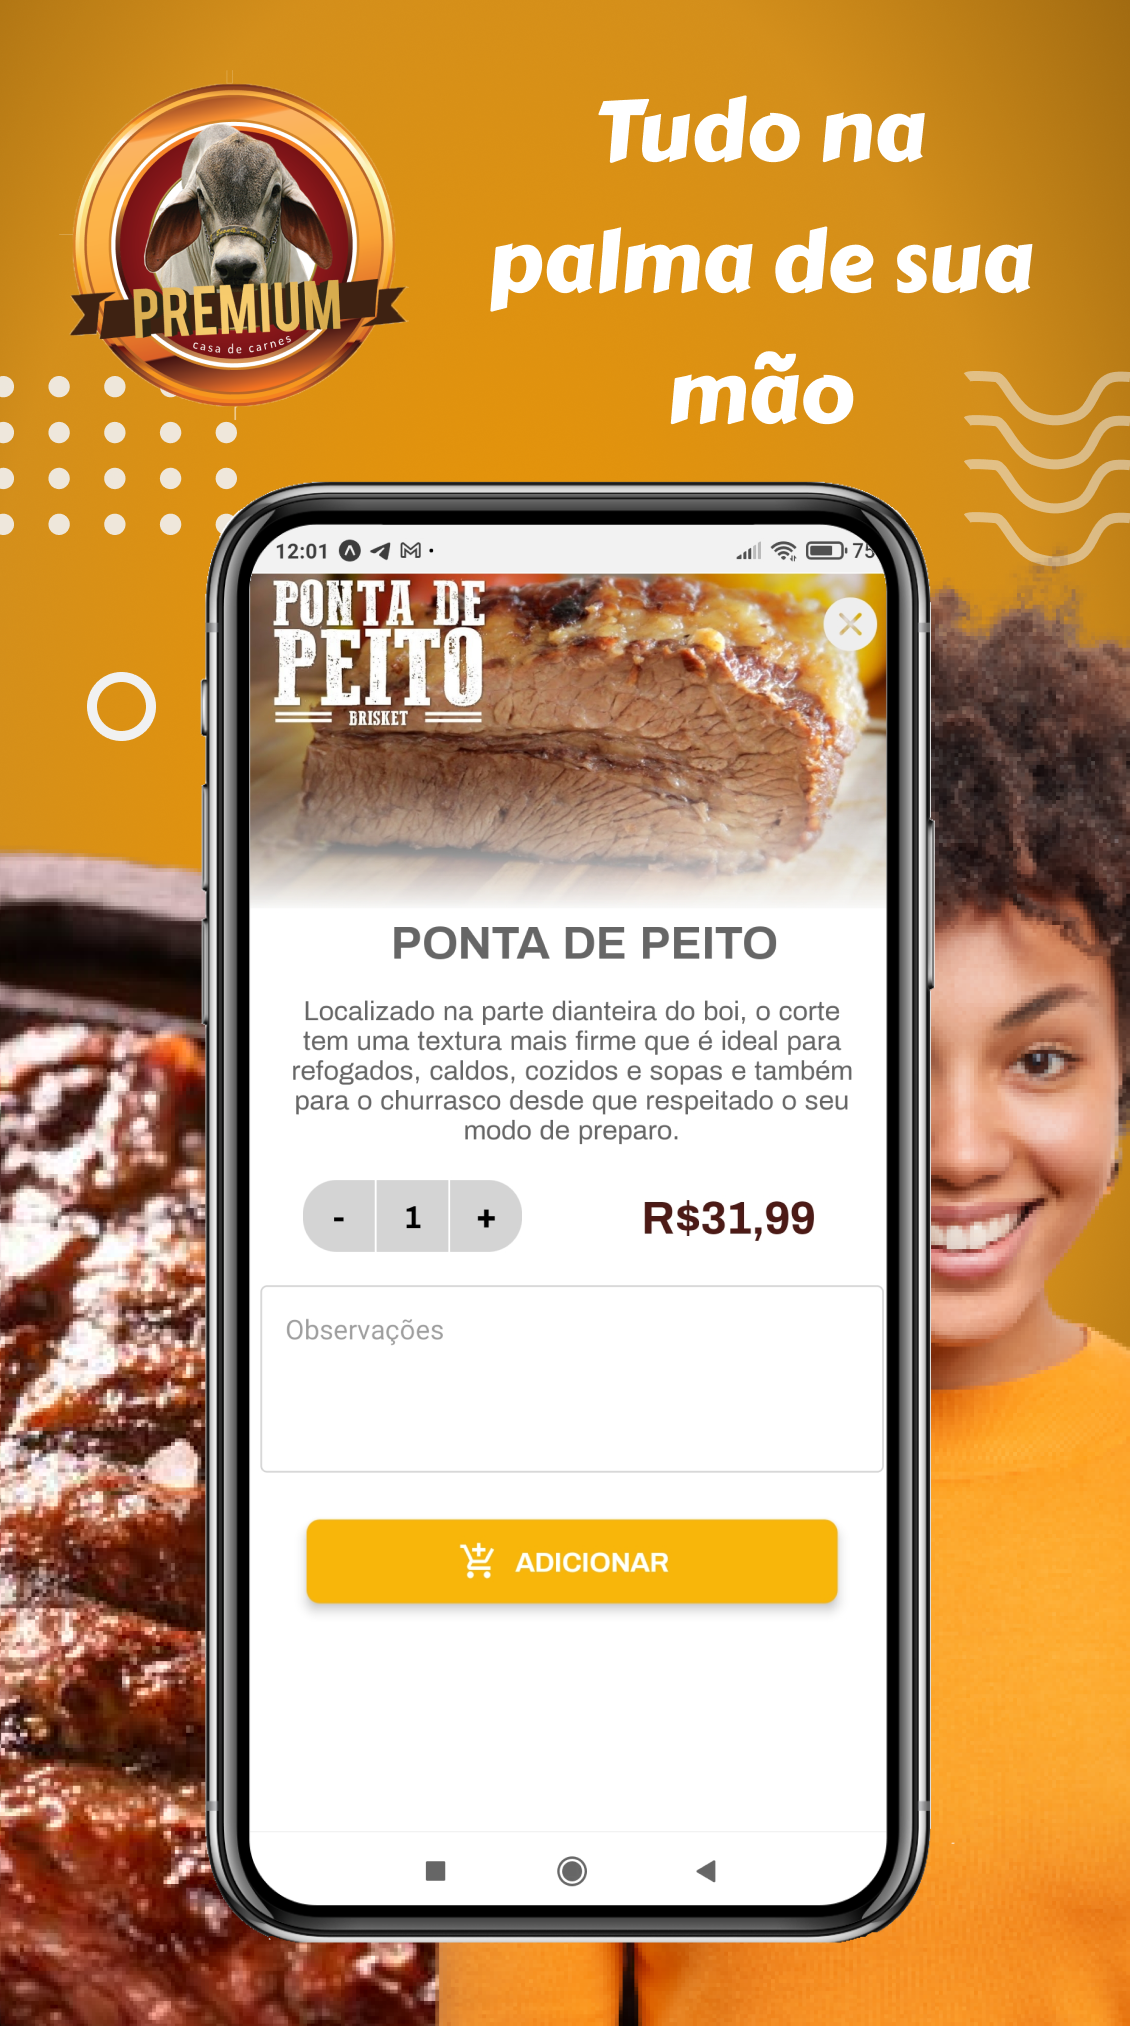 Tudo na
palma de sua
mão
PREMIUM
casa de carnes
12:01
75
PONTA DE
PEITO
BRISKET
PONTA DE PEITO
Localizado na parte dianteira do boi, o corte
tem uma textura mais firme que é ideal para
refogados, caldos, cozidos e sopas e também
para o churrasco desde que respeitado o seu
modo de preparo.
- 1 +
R$31,99
Observações
ADICIONAR